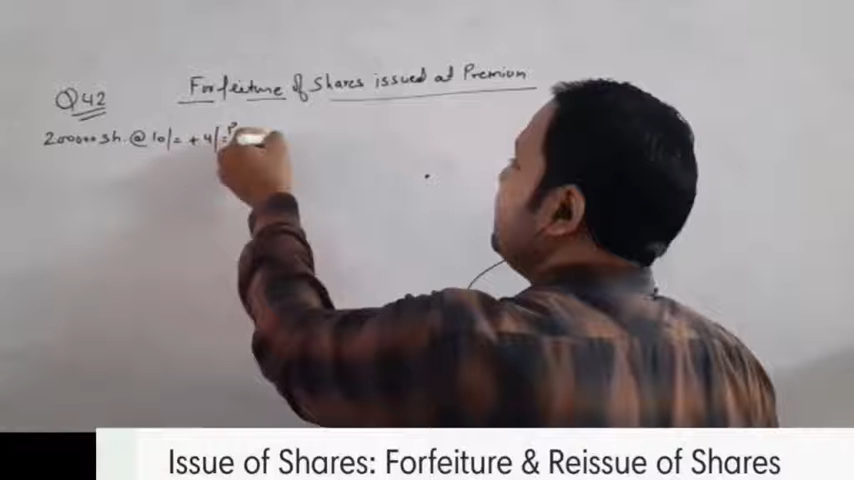 Forfeiture of Shares issued at Premium
Q42
200000 sh. @ 10/= + 4/= P
Issue of Shares: Forfeiture & Reissue of Shares